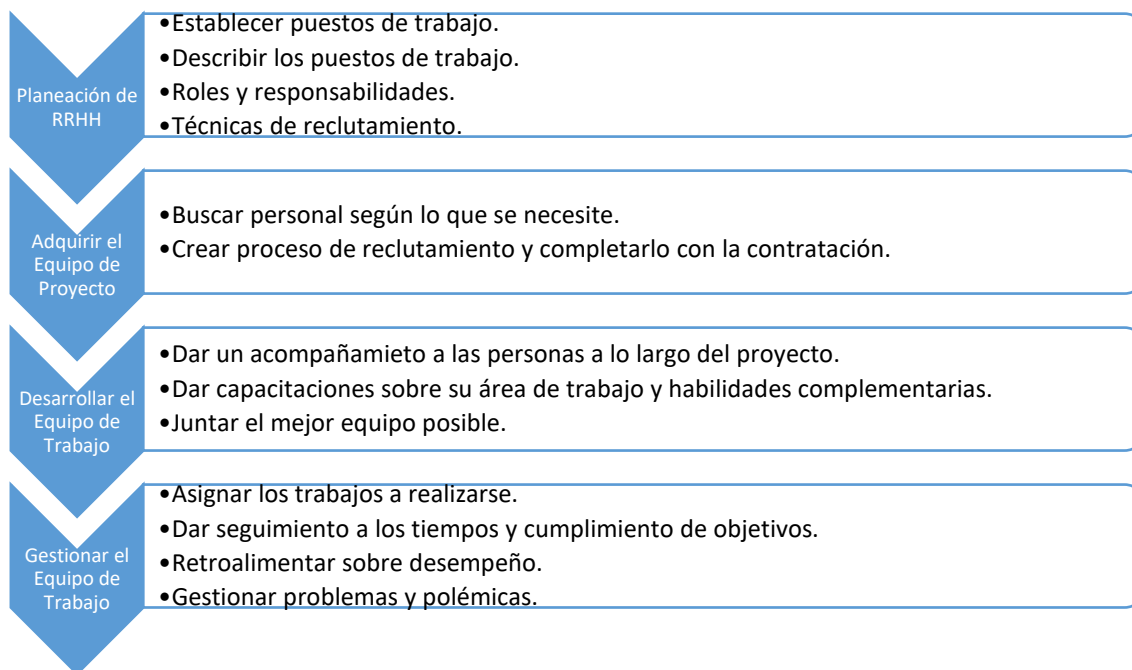 Planeación de
RRHH
•Establecer puestos de trabajo.
•Describir los puestos de trabajo.
•Roles y responsabilidades.
•Técnicas de reclutamiento.
Adquirir el
Equipo de
Proyecto
•Buscar personal según lo que se necesite.
•Crear proceso de reclutamiento y completarlo con la contratación.
Desarrollar el
Equipo de
Trabajo
•Dar un acompañamieto a las personas a lo largo del proyecto.
•Dar capacitaciones sobre su área de trabajo y habilidades complementarias.
•Juntar el mejor equipo posible.
Gestionar el
Equipo de
Trabajo
•Asignar los trabajos a realizarse.
•Dar seguimiento a los tiempos y cumplimiento de objetivos.
•Retroalimentar sobre desempeño.
•Gestionar problemas y polémicas.